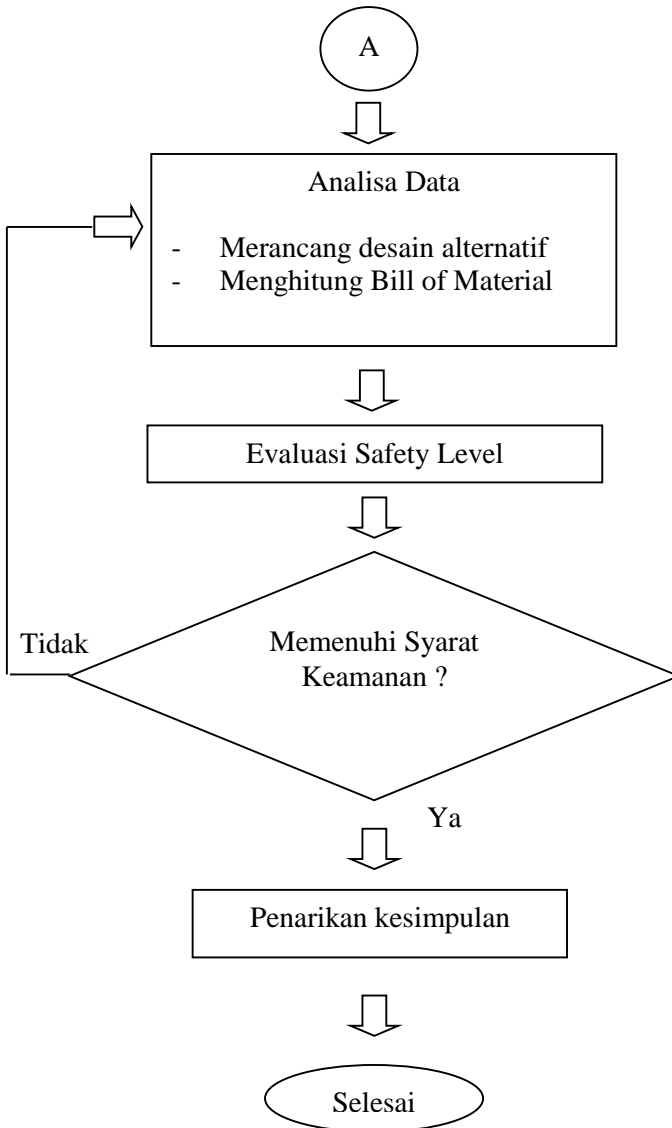 A
Analisa Data
- Merancang desain alternatif
- Menghitung Bill of Material
Evaluasi Safety Level
Tidak
Memenuhi Syarat
Keamanan ?
Ya
Penarikan kesimpulan
Selesai